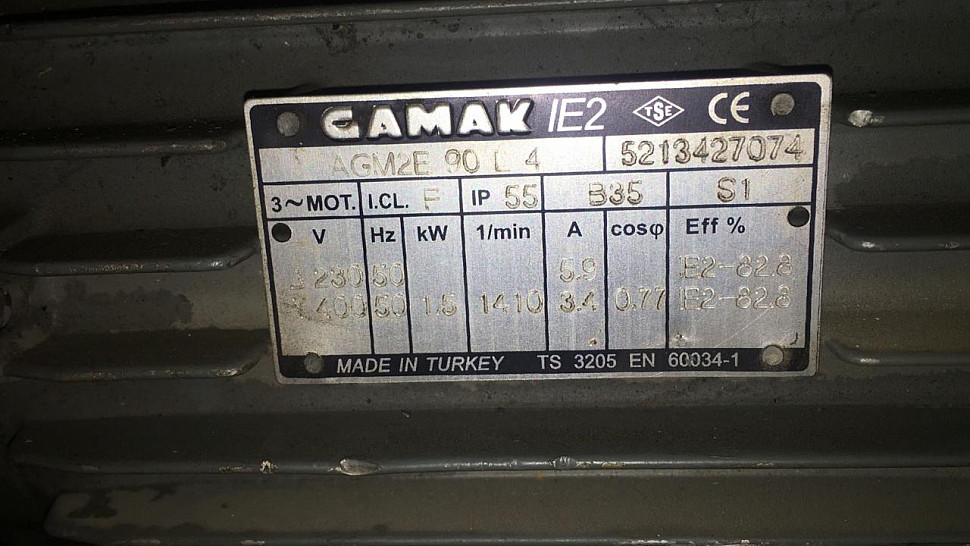 GAMAK IE2 TSE CE
AGM2E 90 L 4 5213427074
3~MOT. I.CL. F IP 55 B35 S1
V Hz kW 1/min A cosφ Eff %
230 50 5.9 IE2-82.8
400 50 1.5 1410 3.4 0.77 IE2-82.8
MADE IN TURKEY TS 3205 EN 60034-1